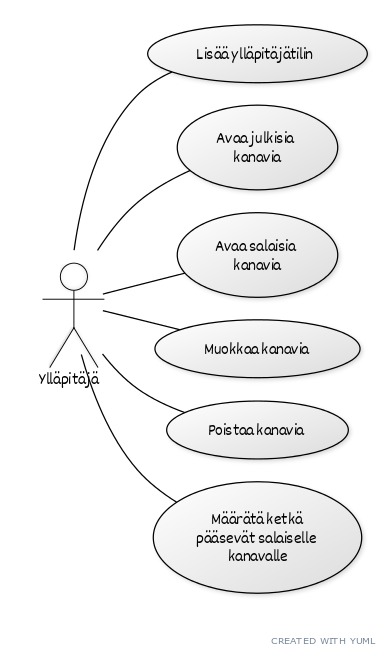 Lisää ylläpitäjätilin
Avaa julkisia
kanavia
Avaa salaisia
kanavia
Muokkaa kanavia
Ylläpitäjä
Poistaa kanavia
Määrätä ketkä
pääsevät salaiselle
kanavalle
CREATED WITH YUML